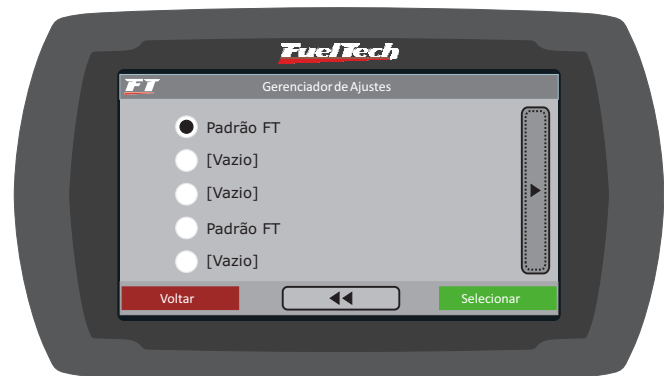 FuelTech
FT
Gerenciador de Ajustes
Padrão FT
[Vazio]
[Vazio]
Padrão FT
[Vazio]
Voltar
Selecionar